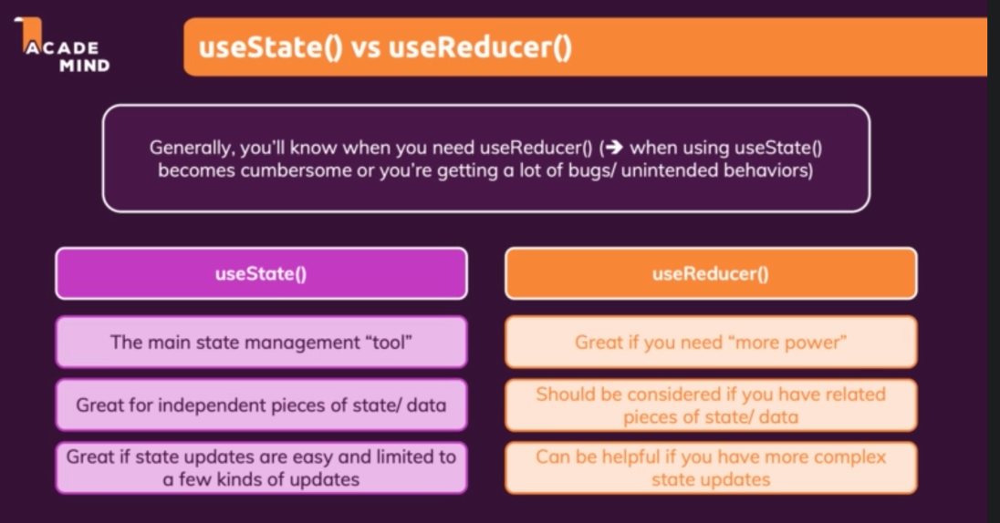 ACADE
MIND
useState() vs useReducer()
Generally, you'll know when you need useReducer() (➔ when using useState()
becomes cumbersome or you're getting a lot of bugs/ unintended behaviors)
useState()
The main state management “tool”
Great for independent pieces of state/ data
Great if state updates are easy and limited to
a few kinds of updates
useReducer()
Great if you need “more power”
Should be considered if you have related
pieces of state/ data
Can be helpful if you have more complex
state updates